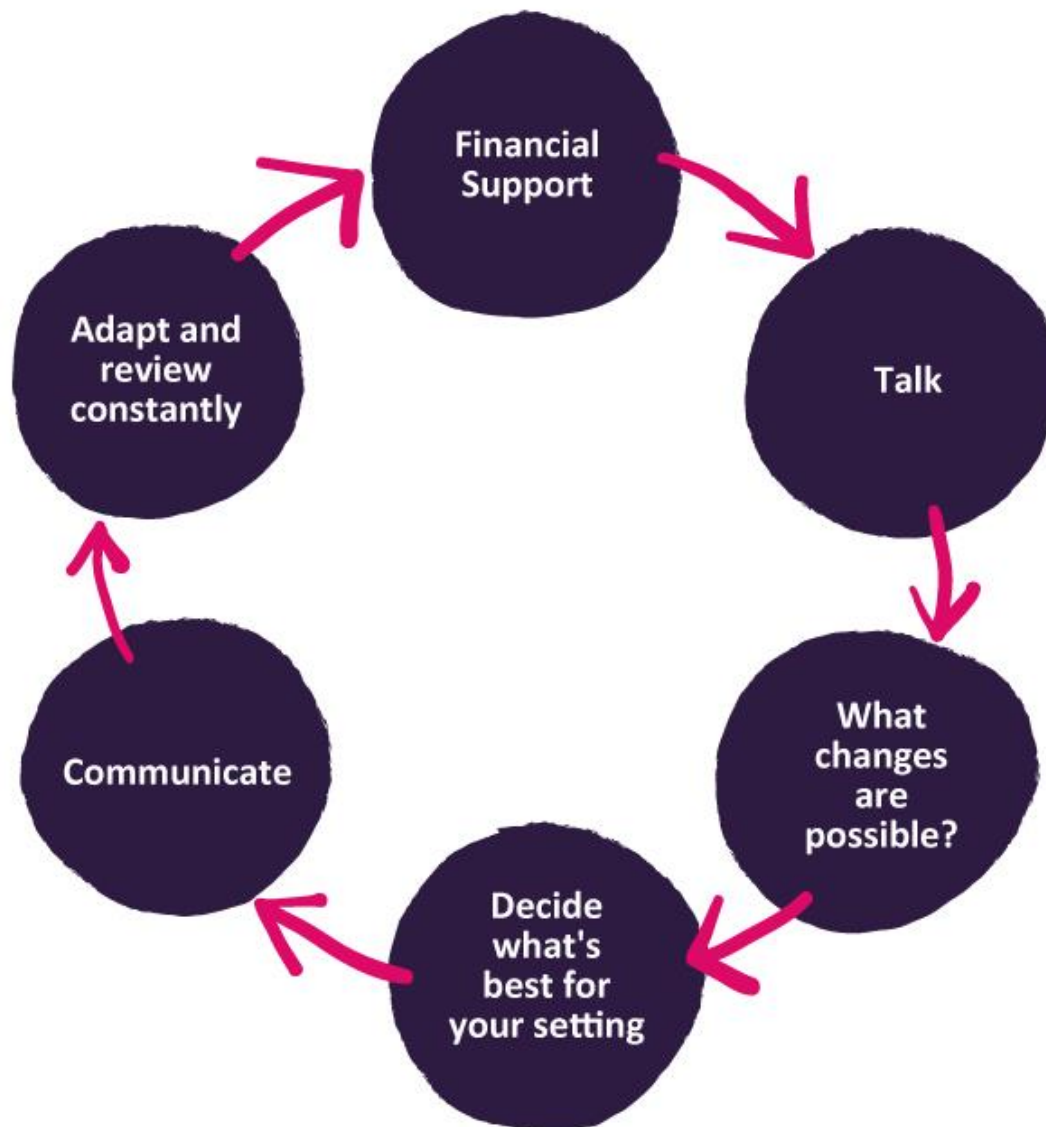 Financial
Support
Talk
What
changes
are
possible?
Decide
what's
best for
your setting
Communicate
Adapt and
review
constantly